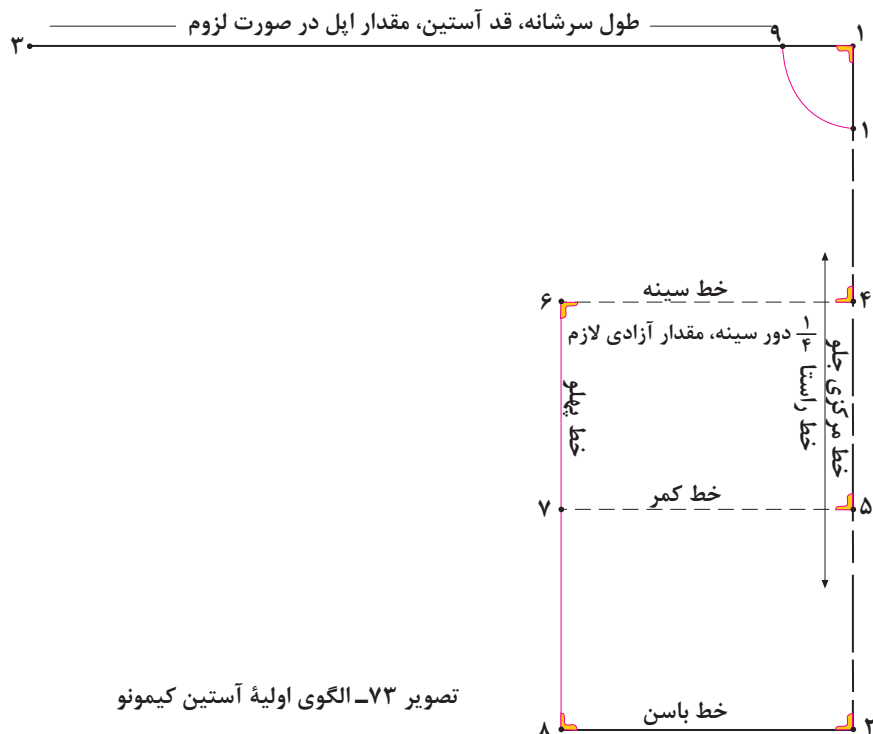 طول سرشانه، قد آستین، مقدار اپل در صورت لزوم
۱
۹
۳
۱
خط سینه
۴
۶
۱/۴ دور سینه، مقدار آزادی لازم
خط مرکزی جلو
خط راستا
خط پهلو
خط کمر
۵
۷
خط باسن
۲
۸
تصویر ۷۳ـ الگوی اولیۀ آستین کیمونو